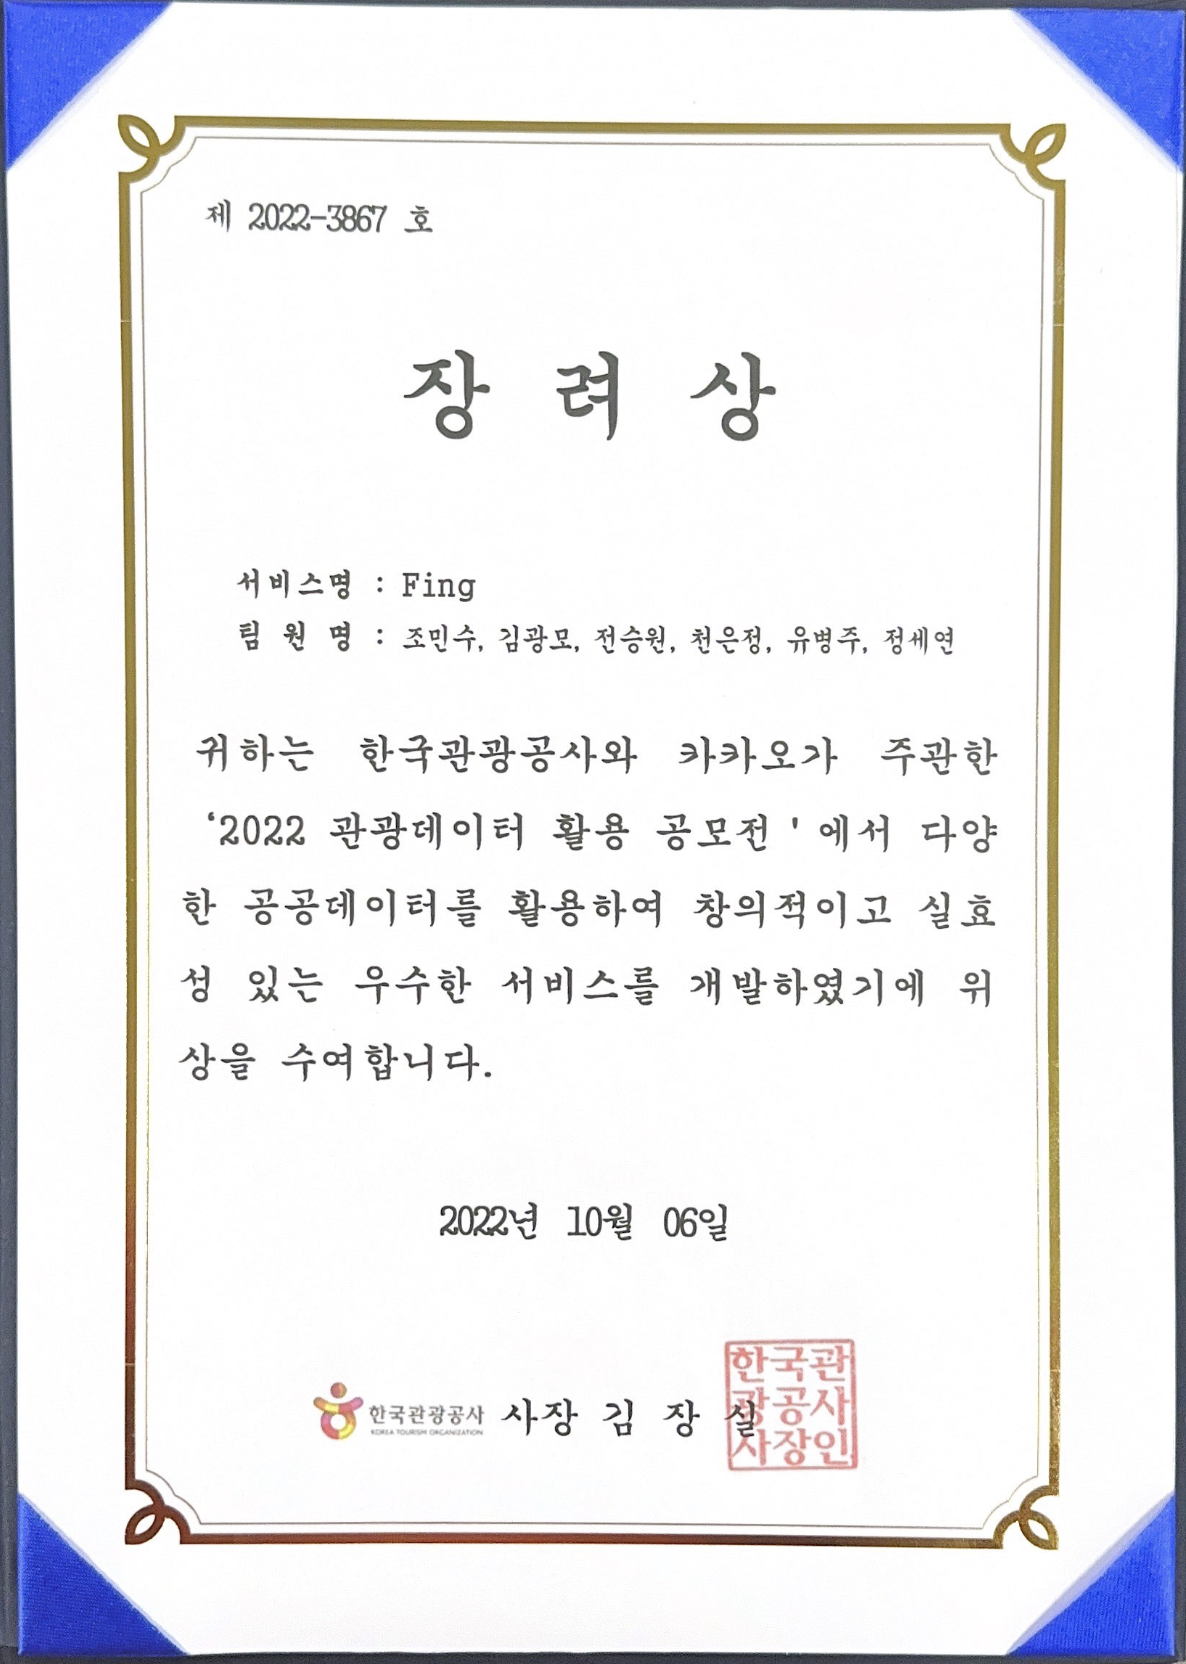 제 2022-3867 호
장 려 상
서비스명 : Fing
팀 원 명 : 조민수, 김광모, 전승원, 천은정, 유병주, 정세연
귀하는 한국관광공사와 카카오가 주관한
‘2022 관광데이터 활용 공모전 ' 에서 다양
한 공공데이터를 활용하여 창의적이고 실효
성 있는 우수한 서비스를 개발하였기에 위
상을 수여합니다.
2022년 10월 06일
한국관광공사 사장 김 장 실
KOREA TOURISM ORGANIZATION
한국관
광공사
사장인